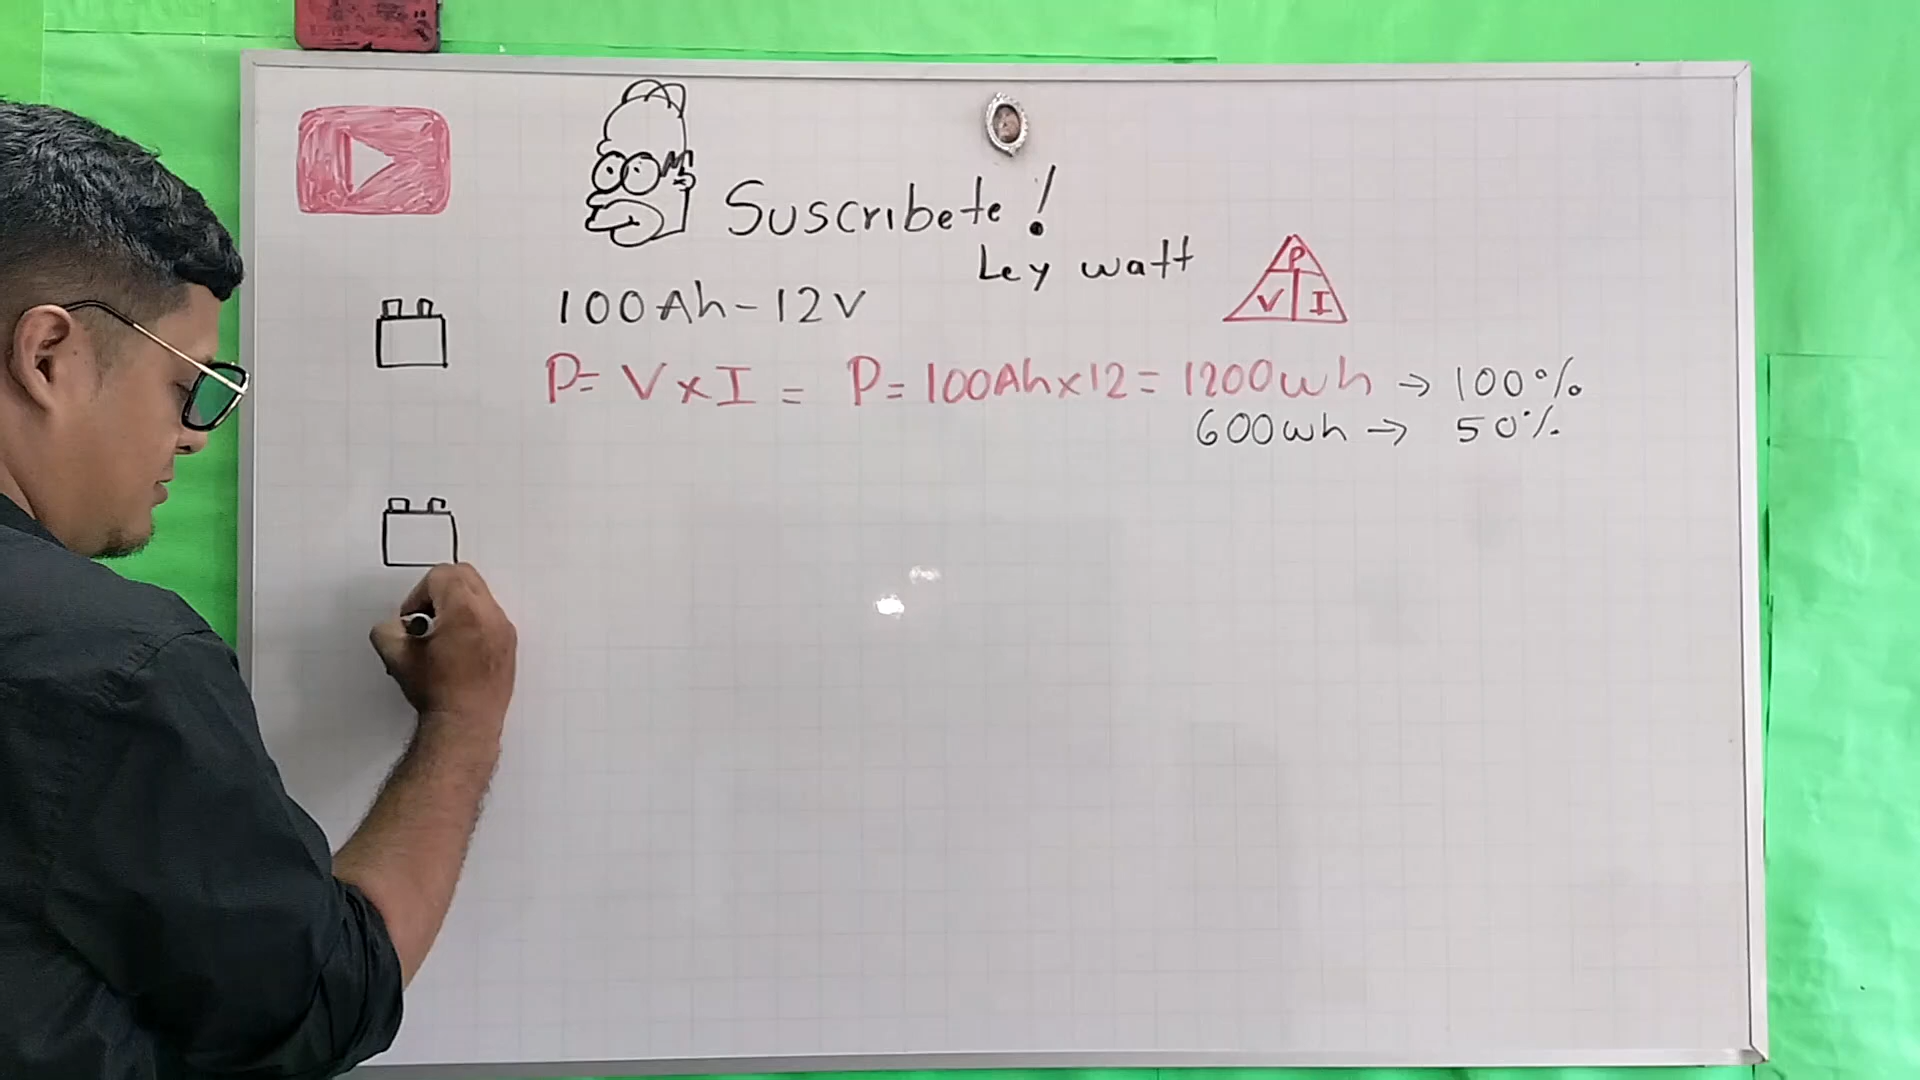 Suscribete!
Ley watt
P
V I
100Ah-12V
P= V x I = P= 100Ah x 12 = 1200wh → 100%
600wh → 50%